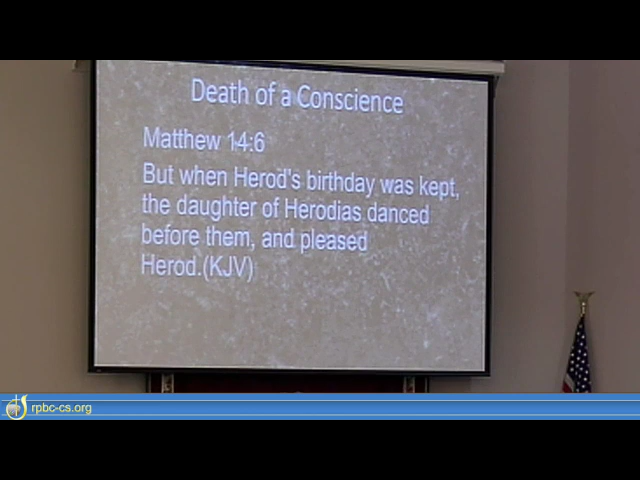 Death of a Conscience
Matthew 14:6
But when Herod's birthday was kept,
the daughter of Herodias danced
before them, and pleased
Herod.(KJV)
rpbc-cs.org